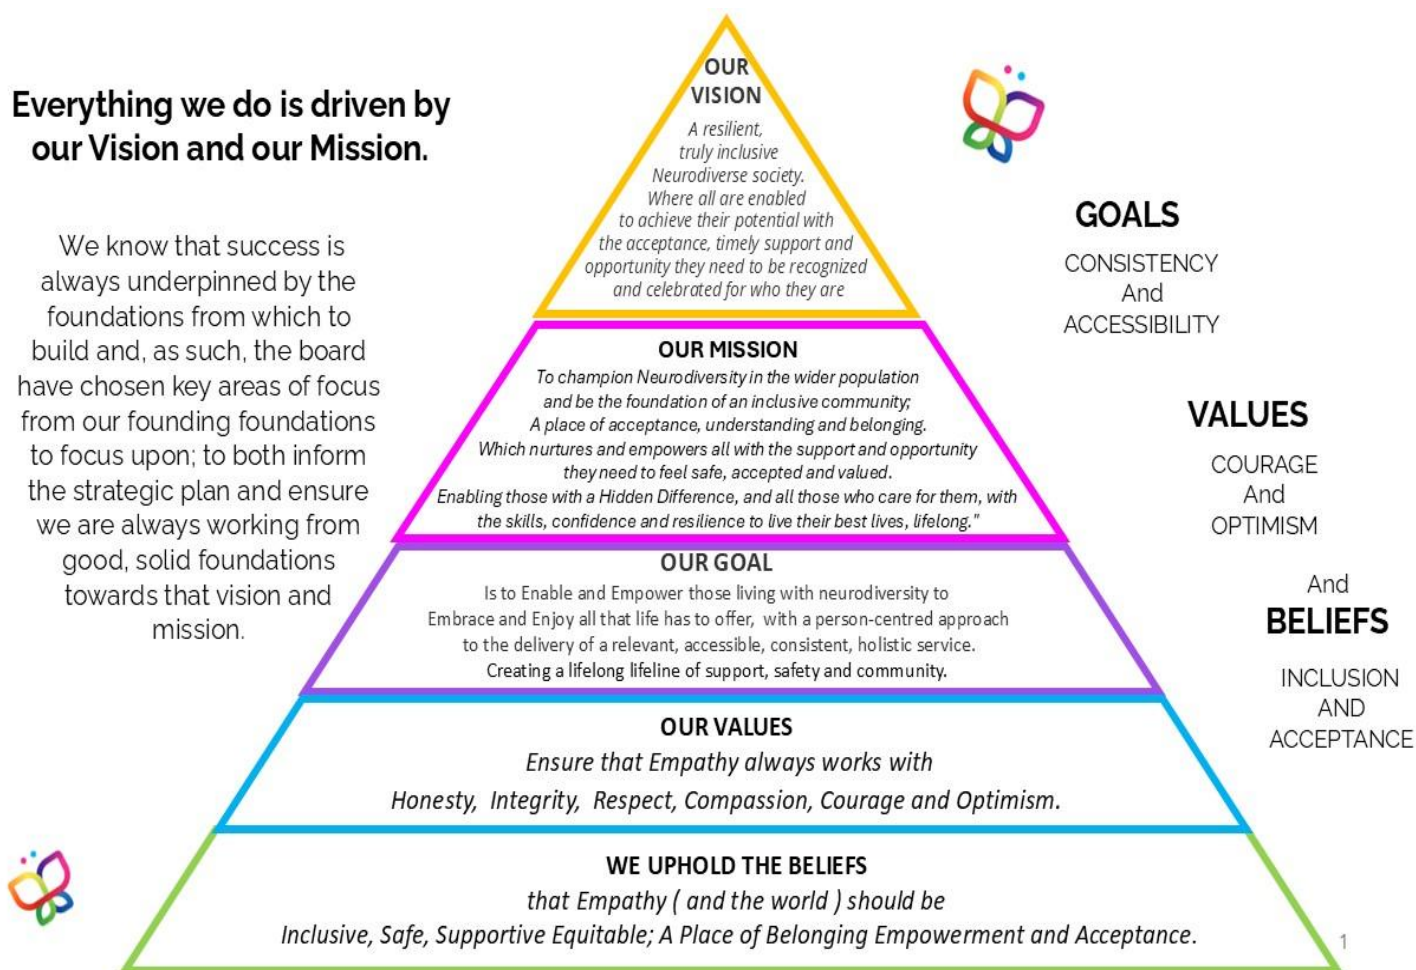 Everything we do is driven by
our Vision and our Mission.
We know that success is
always underpinned by the
foundations from which to
build and, as such, the board
have chosen key areas of focus
from our founding foundations
to focus upon; to both inform
the strategic plan and ensure
we are always working from
good, solid foundations
towards that vision and
mission.
OUR
VISION
A resilient,
truly inclusive
Neurodiverse society.
Where all are enabled
to achieve their potential with
the acceptance, timely support and
opportunity they need to be recognized
and celebrated for who they are
OUR MISSION
To champion Neurodiversity in the wider population
and be the foundation of an inclusive community;
A place of acceptance, understanding and belonging.
Which nurtures and empowers all with the support and opportunity
they need to feel safe, accepted and valued.
Enabling those with a Hidden Difference, and all those who care for them, with
the skills, confidence and resilience to live their best lives, lifelong."
OUR GOAL
Is to Enable and Empower those living with neurodiversity to
Embrace and Enjoy all that life has to offer, with a person-centred approach
to the delivery of a relevant, accessible, consistent, holistic service.
Creating a lifelong lifeline of support, safety and community.
OUR VALUES
Ensure that Empathy always works with
Honesty, Integrity, Respect, Compassion, Courage and Optimism.
WE UPHOLD THE BELIEFS
that Empathy ( and the world ) should be
Inclusive, Safe, Supportive Equitable; A Place of Belonging Empowerment and Acceptance.
GOALS
CONSISTENCY
And
ACCESSIBILITY
VALUES
COURAGE
And
OPTIMISM
And
BELIEFS
INCLUSION
AND
ACCEPTANCE
1